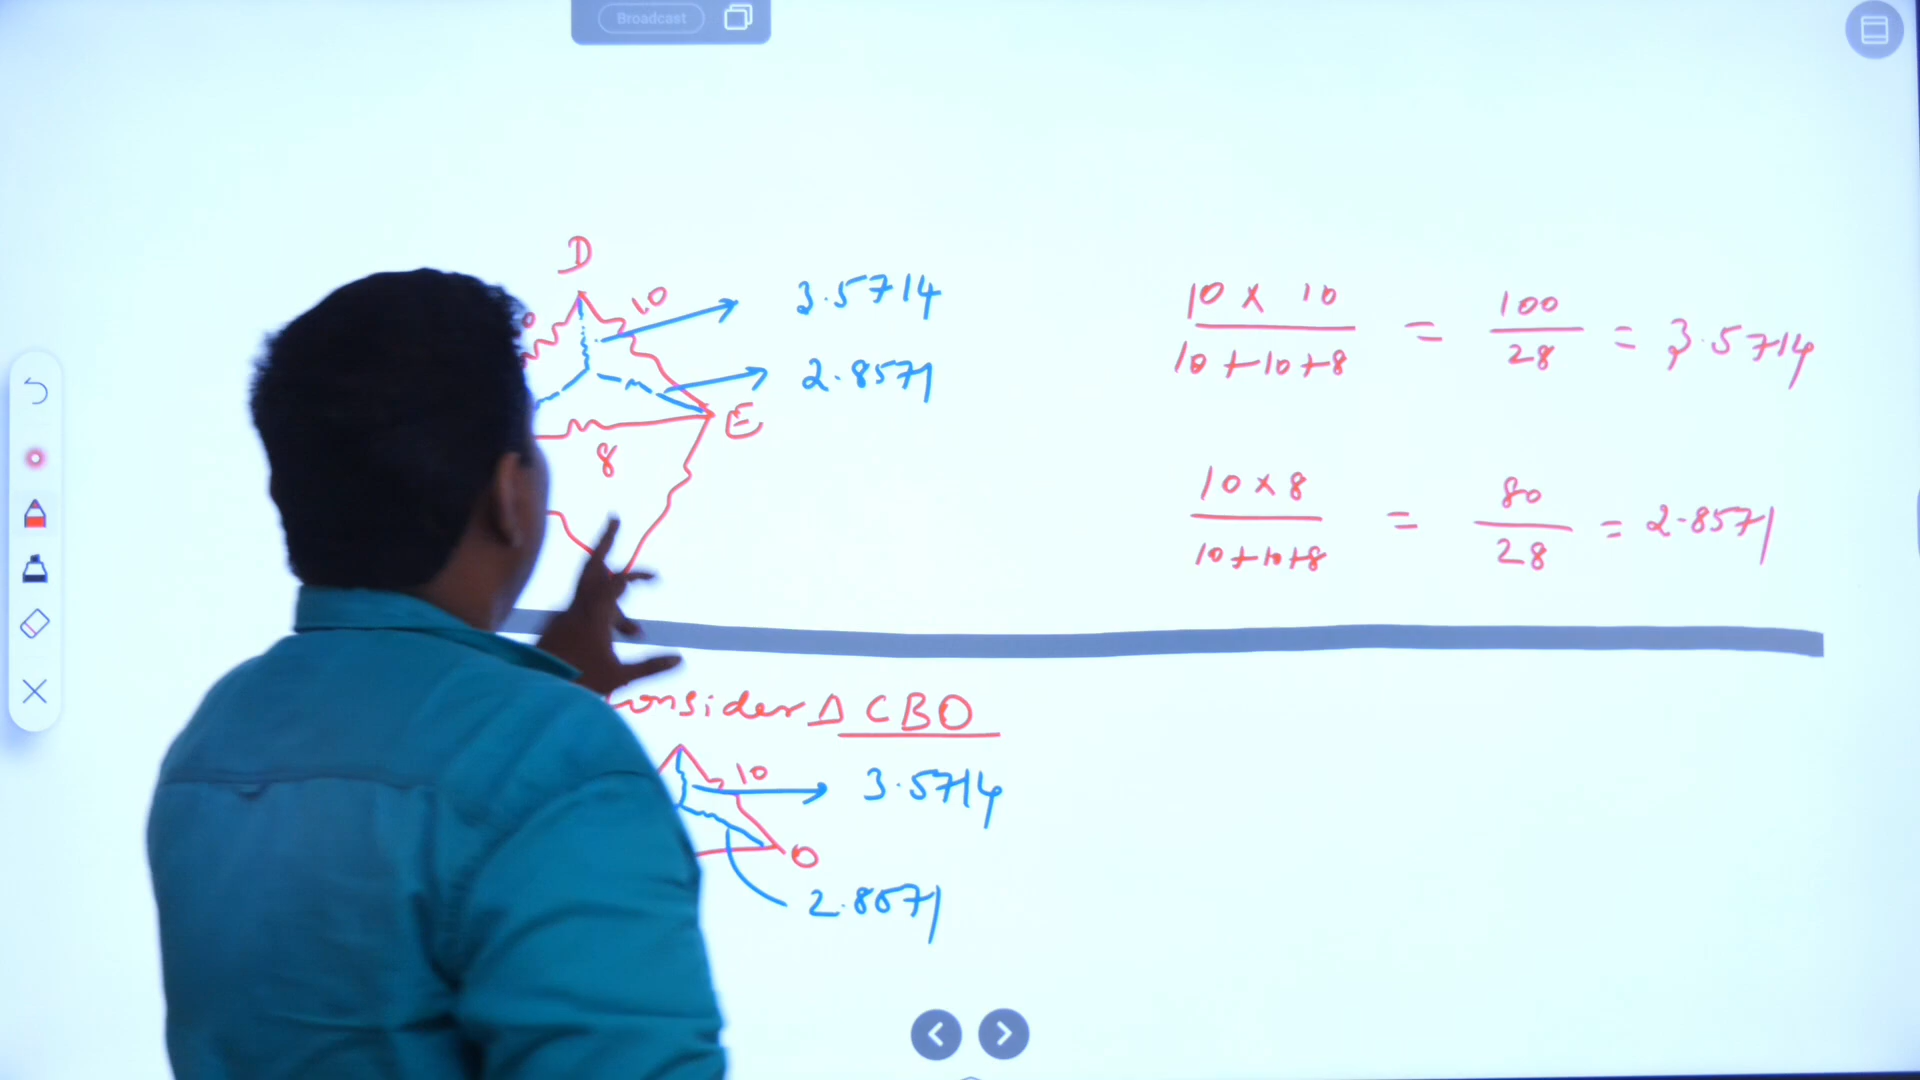 Broadcast
D
10
3.5714
2.8571
E
8
10 x 10 / 10+10+8 = 100/28 = 3.5714
10 x 8 / 10+10+8 = 80/28 = 2.8571
onsider Δ CBO
10
3.5714
O
2.8571